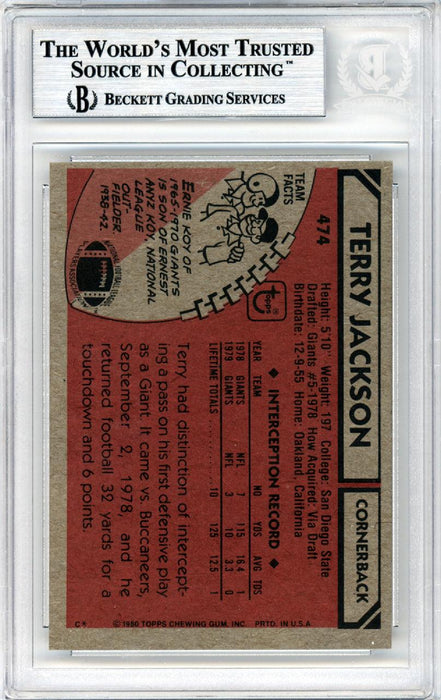 THE WORLD'S MOST TRUSTED
SOURCE IN COLLECTING™
B BECKETT GRADING SERVICES
474
TERRY JACKSON
CORNERBACK
TEAM
FACTS
ERNIE KOY OF
1965-1970 GIANTS
IS SON OF ERNEST
ANYZ KOY, NATIONAL
LEAGUE
OUT-
FIELDER,
1938-42.
Topps®
Height: 5'10" Weight: 197 College: San Diego State
Drafted: Giants #5-1978 How Acquired: Via Draft
Birthdate: 12-9-55 Home: Oakland, California
◆ INTERCEPTION RECORD ◆
YEAR TEAM NO YDS AVG TDS
1978 GIANTS NFL 7 115 16.4 1
1979 GIANTS NFL 3 10 3.3 0
LIFETIME TOTALS 10 125 12.5 1
Terry had distinction of intercept-
ing a pass on his first defensive play
as a Giant. It came vs. Buccaneers,
September 2, 1978, and he
returned football 32 yards for a
touchdown and 6 points.
C* © 1980 TOPPS CHEWING GUM, INC. PRTD. IN U.S.A.